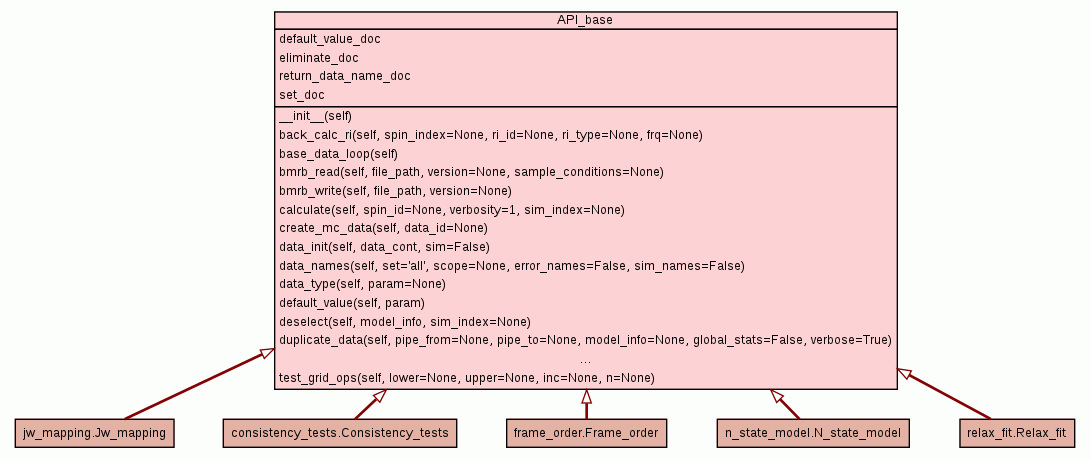 API_base
default_value_doc
eliminate_doc
return_data_name_doc
set_doc
__init__(self)
back_calc_ri(self, spin_index=None, ri_id=None, ri_type=None, frq=None)
base_data_loop(self)
bmrb_read(self, file_path, version=None, sample_conditions=None)
bmrb_write(self, file_path, version=None)
calculate(self, spin_id=None, verbosity=1, sim_index=None)
create_mc_data(self, data_id=None)
data_init(self, data_cont, sim=False)
data_names(self, set='all', scope=None, error_names=False, sim_names=False)
data_type(self, param=None)
default_value(self, param)
deselect(self, model_info, sim_index=None)
duplicate_data(self, pipe_from=None, pipe_to=None, model_info=None, global_stats=False, verbose=True)
...
test_grid_ops(self, lower=None, upper=None, inc=None, n=None)
jw_mapping.Jw_mapping
consistency_tests.Consistency_tests
frame_order.Frame_order
n_state_model.N_state_model
relax_fit.Relax_fit